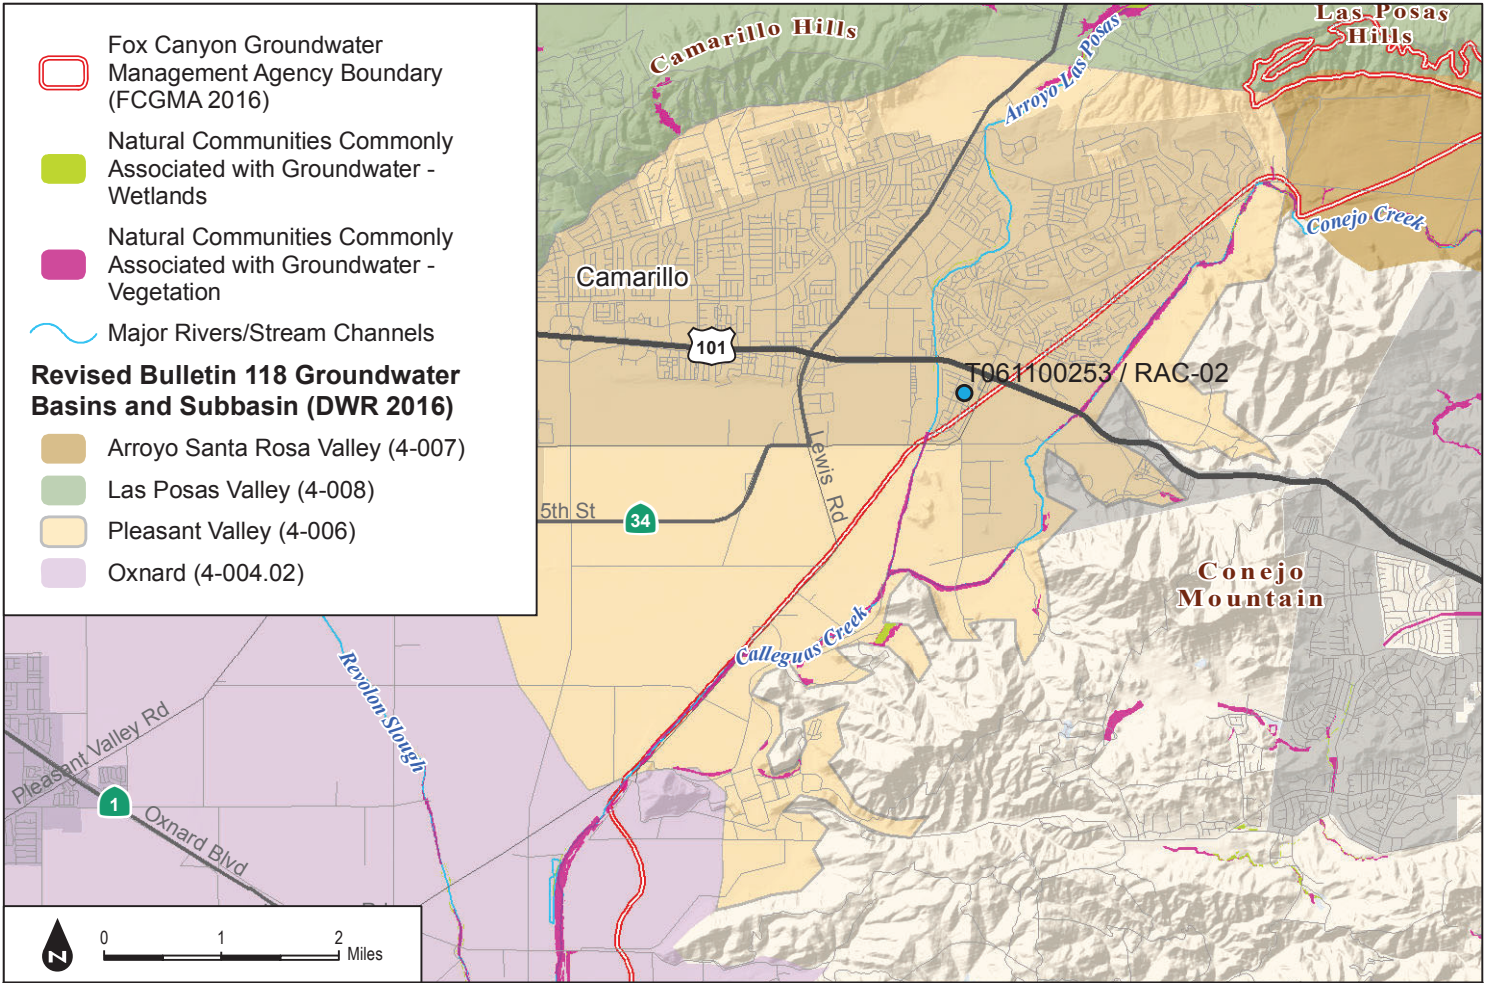 Fox Canyon Groundwater
Management Agency Boundary
(FCGMA 2016)
Natural Communities Commonly
Associated with Groundwater -
Wetlands
Natural Communities Commonly
Associated with Groundwater -
Vegetation
Major Rivers/Stream Channels
Revised Bulletin 118 Groundwater
Basins and Subbasin (DWR 2016)
Arroyo Santa Rosa Valley (4-007)
Las Posas Valley (4-008)
Pleasant Valley (4-006)
Oxnard (4-004.02)
Camarillo Hills
Las Posas
Hills
Arroyo Las Posas
Conejo Creek
Camarillo
101
T061100253 / RAC-02
Lewis Rd
5th St
34
Conejo
Mountain
Calleguas Creek
Revolon Slough
Pleasant Valley Rd
1
Oxnard Blvd
N
0 1 2
Miles